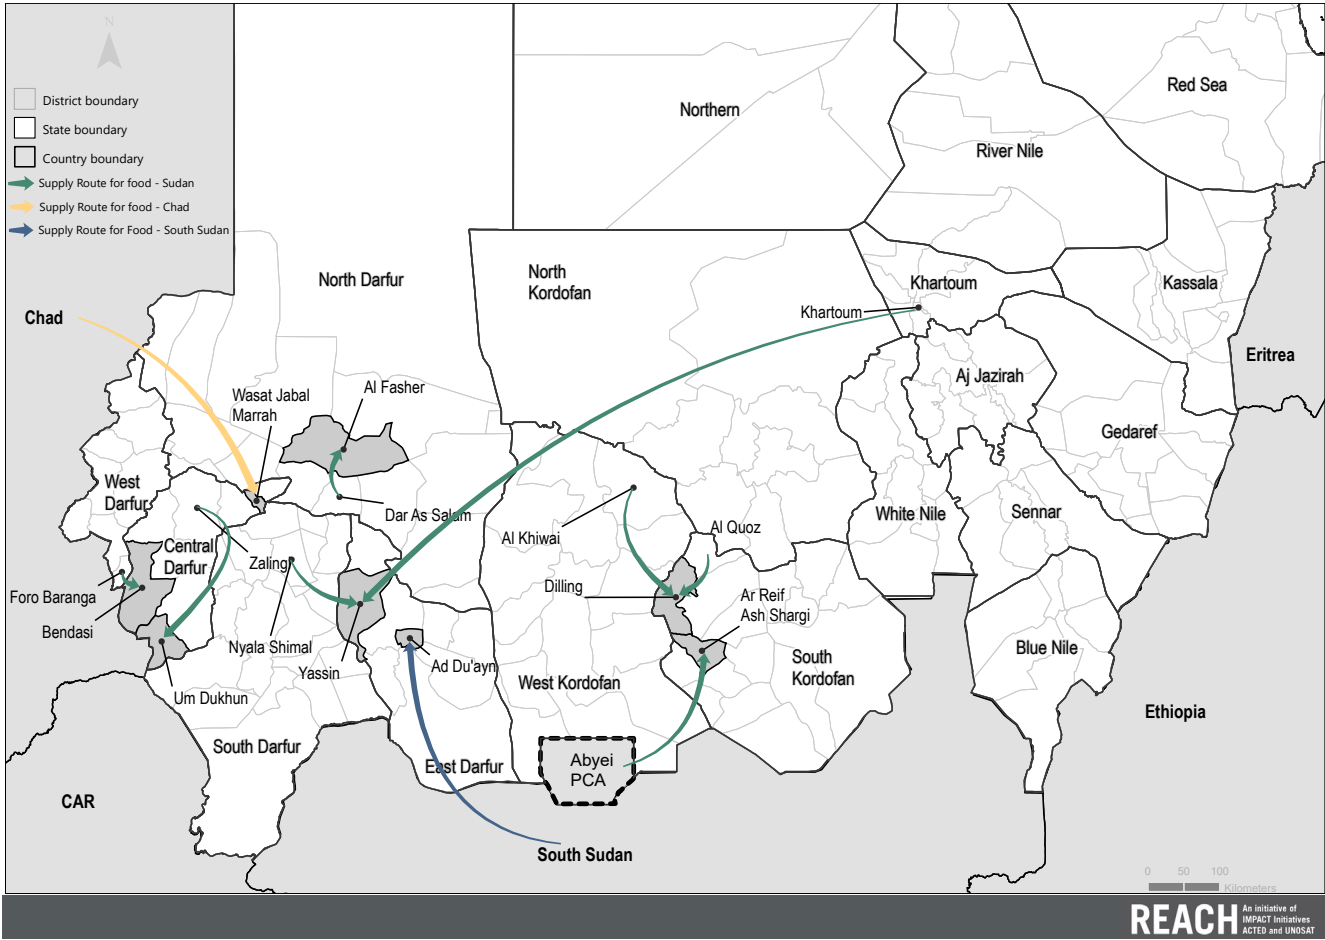 N
District boundary
State boundary
Country boundary
Supply Route for food - Sudan
Supply Route for food - Chad
Supply Route for Food - South Sudan
Northern
Red Sea
River Nile
North Darfur
North
Kordofan
Khartoum
Khartoum
Kassala
Chad
Eritrea
Wasat Jabal
Marrah
Al Fasher
Aj Jazirah
Gedaref
West
Darfur
Dar As Salam
Al Khiwai
Al Quoz
White Nile
Sennar
Central
Darfur
Zaling
Foro Baranga
Bendasi
Dilling
Ar Reif
Ash Shargi
Nyala Shimal
Yassin
Ad Du'ayn
Um Dukhun
West Kordofan
South
Kordofan
Blue Nile
Ethiopia
South Darfur
East Darfur
Abyei
PCA
CAR
South Sudan
0 50 100
Kilometers
REACH
An initiative of
IMPACT Initiatives
ACTED and UNOSAT